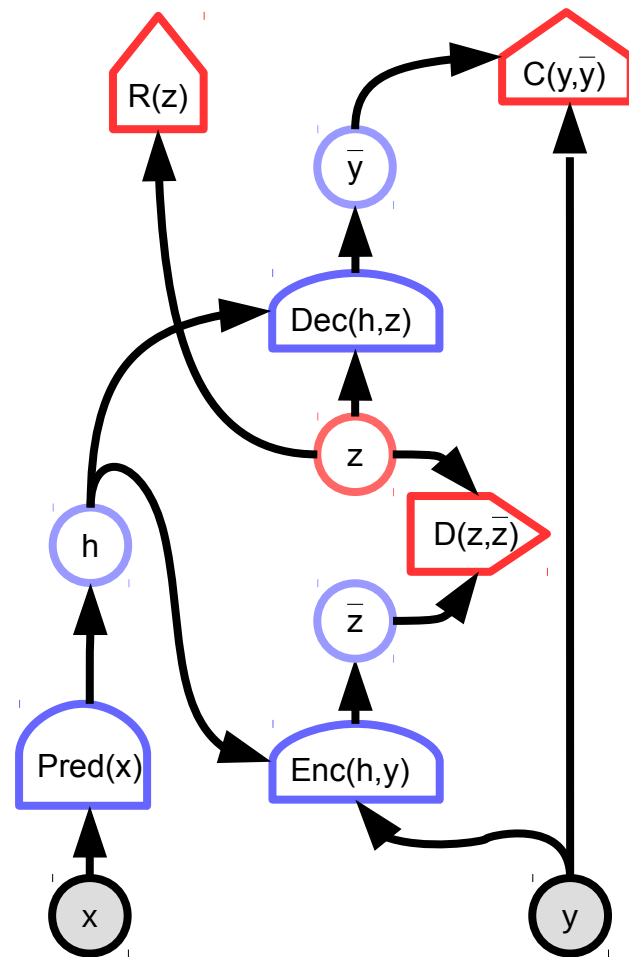 R(z)
C(y,y̅)
y̅
Dec(h,z)
z
D(z,z̅)
h
z̅
Pred(x)
Enc(h,y)
x
y